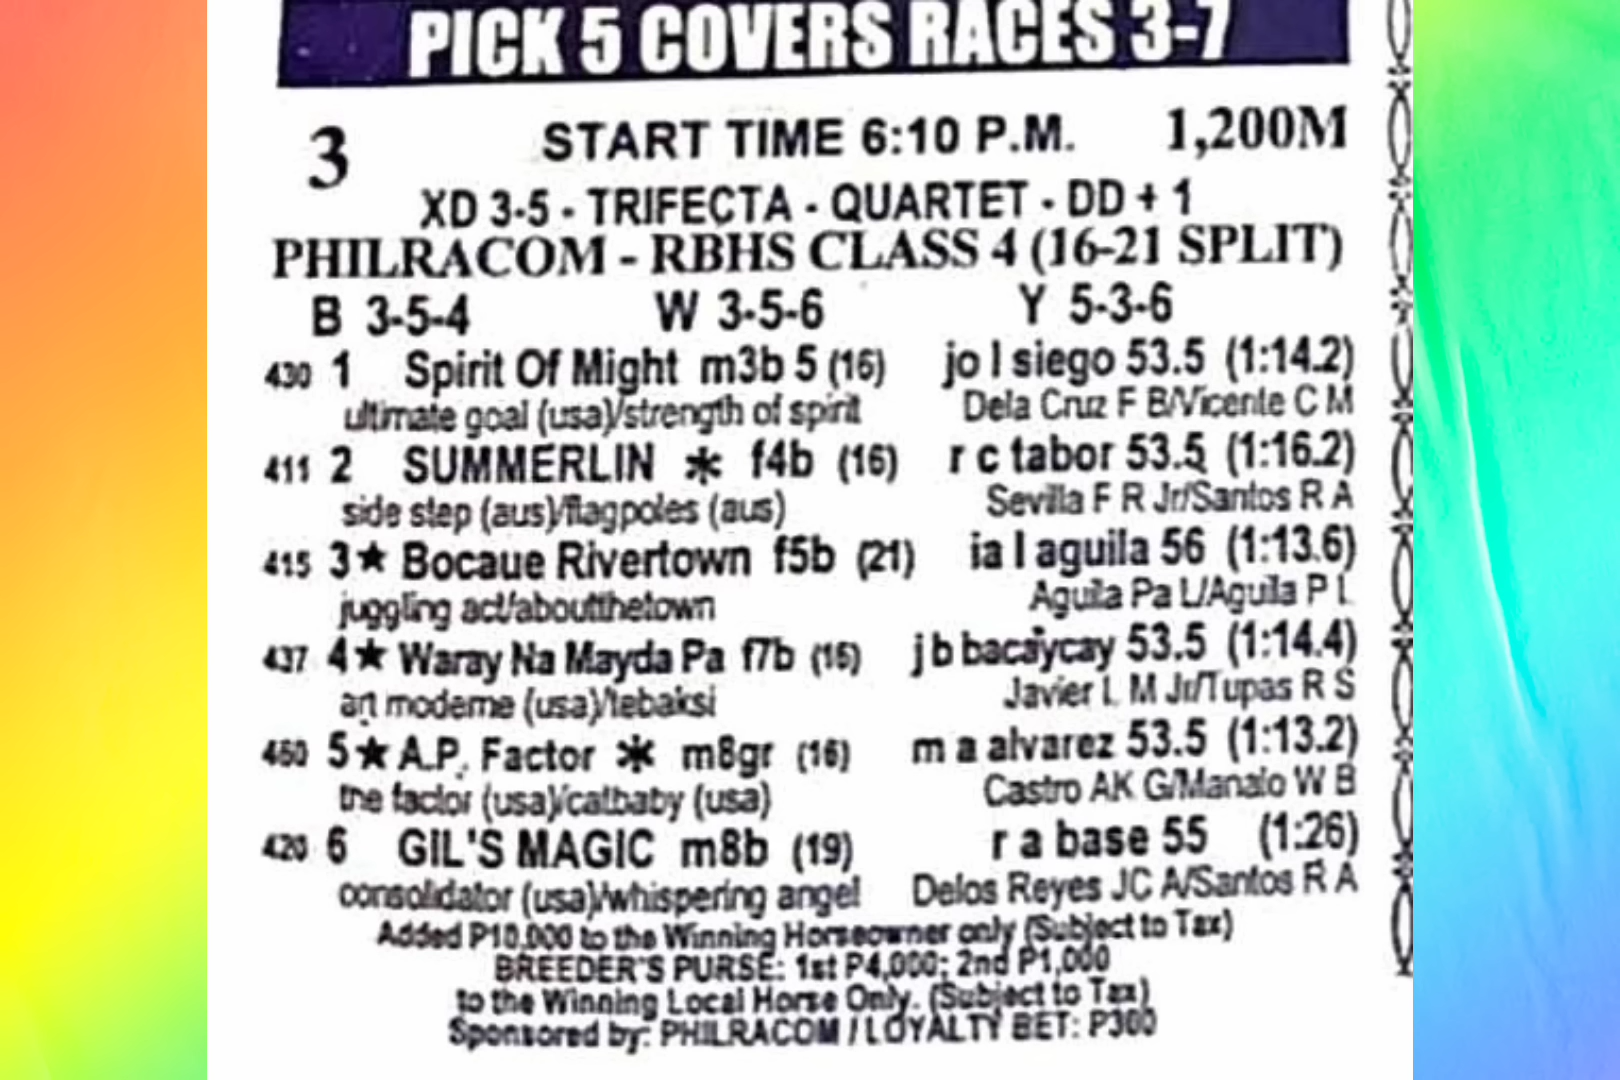 PICK 5 COVERS RACES 3-7
3 START TIME 6:10 P.M. 1,200M
XD 3-5 - TRIFECTA - QUARTET - DD + 1
PHILRACOM - RBHS CLASS 4 (16-21 SPLIT)
B 3-5-4 W 3-5-6 Y 5-3-6
430 1 Spirit Of Might m3b 5 (16) jo l siego 53.5 (1:14.2)
ultimate goal (usa)/strength of spirit Dela Cruz F B/Vicente C M
411 2 SUMMERLIN * f4b (16) r c tabor 53.5 (1:16.2)
side step (aus)/flagpoles (aus) Sevilla F R Jr/Santos R A
415 3★ Bocaue Rivertown f5b (21) ia l aguila 56 (1:13.6)
juggling act/aboutthetown Aguila Pa L/Aguila P L
437 4★ Waray Na Mayda Pa f7b (16) j b bacaycay 53.5 (1:14.4)
art moderne (usa)/tebaksi Javier L M Jr/Tupas R S
460 5★ A.P. Factor * m8gr (16) m a alvarez 53.5 (1:13.2)
the factor (usa)/catbaby (usa) Castro AK G/Manalo W B
420 6 GIL'S MAGIC m8b (19) r a base 55 (1:26)
consolidator (usa)/whispering angel Delos Reyes JC A/Santos R A
Added P10,000 to the Winning Horseowner only (Subject to Tax)
BREEDER'S PURSE: 1st P4,000; 2nd P1,000
to the Winning Local Horse Only. (Subject to Tax)
Sponsored by: PHILRACOM / LOYALTY BET: P300